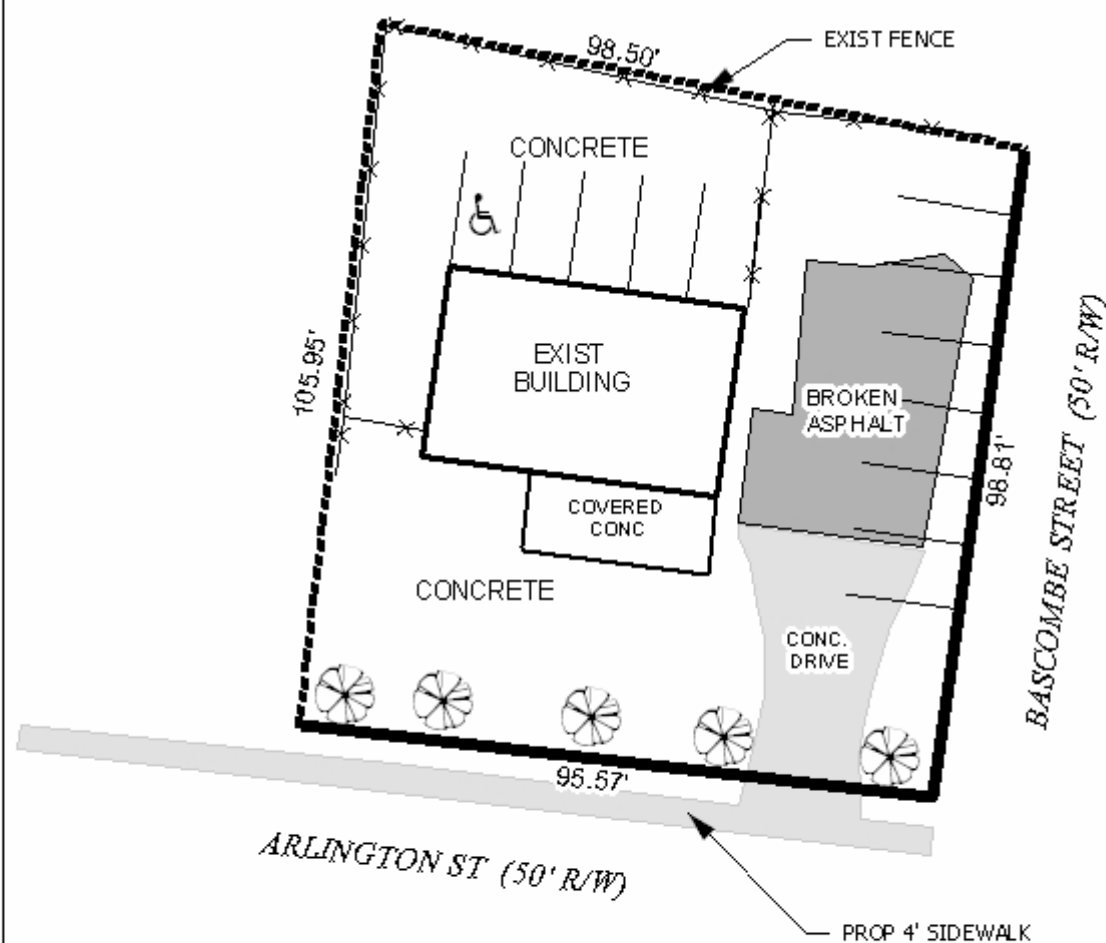 EXIST FENCE
98.50'
CONCRETE
EXIST
BUILDING
105.95'
BROKEN
ASPHALT
98.81'
BASCOMBE STREET (50' R/W)
COVERED
CONC
CONCRETE
CONC.
DRIVE
95.57'
ARLINGTON ST (50' R/W)
PROP 4' SIDEWALK